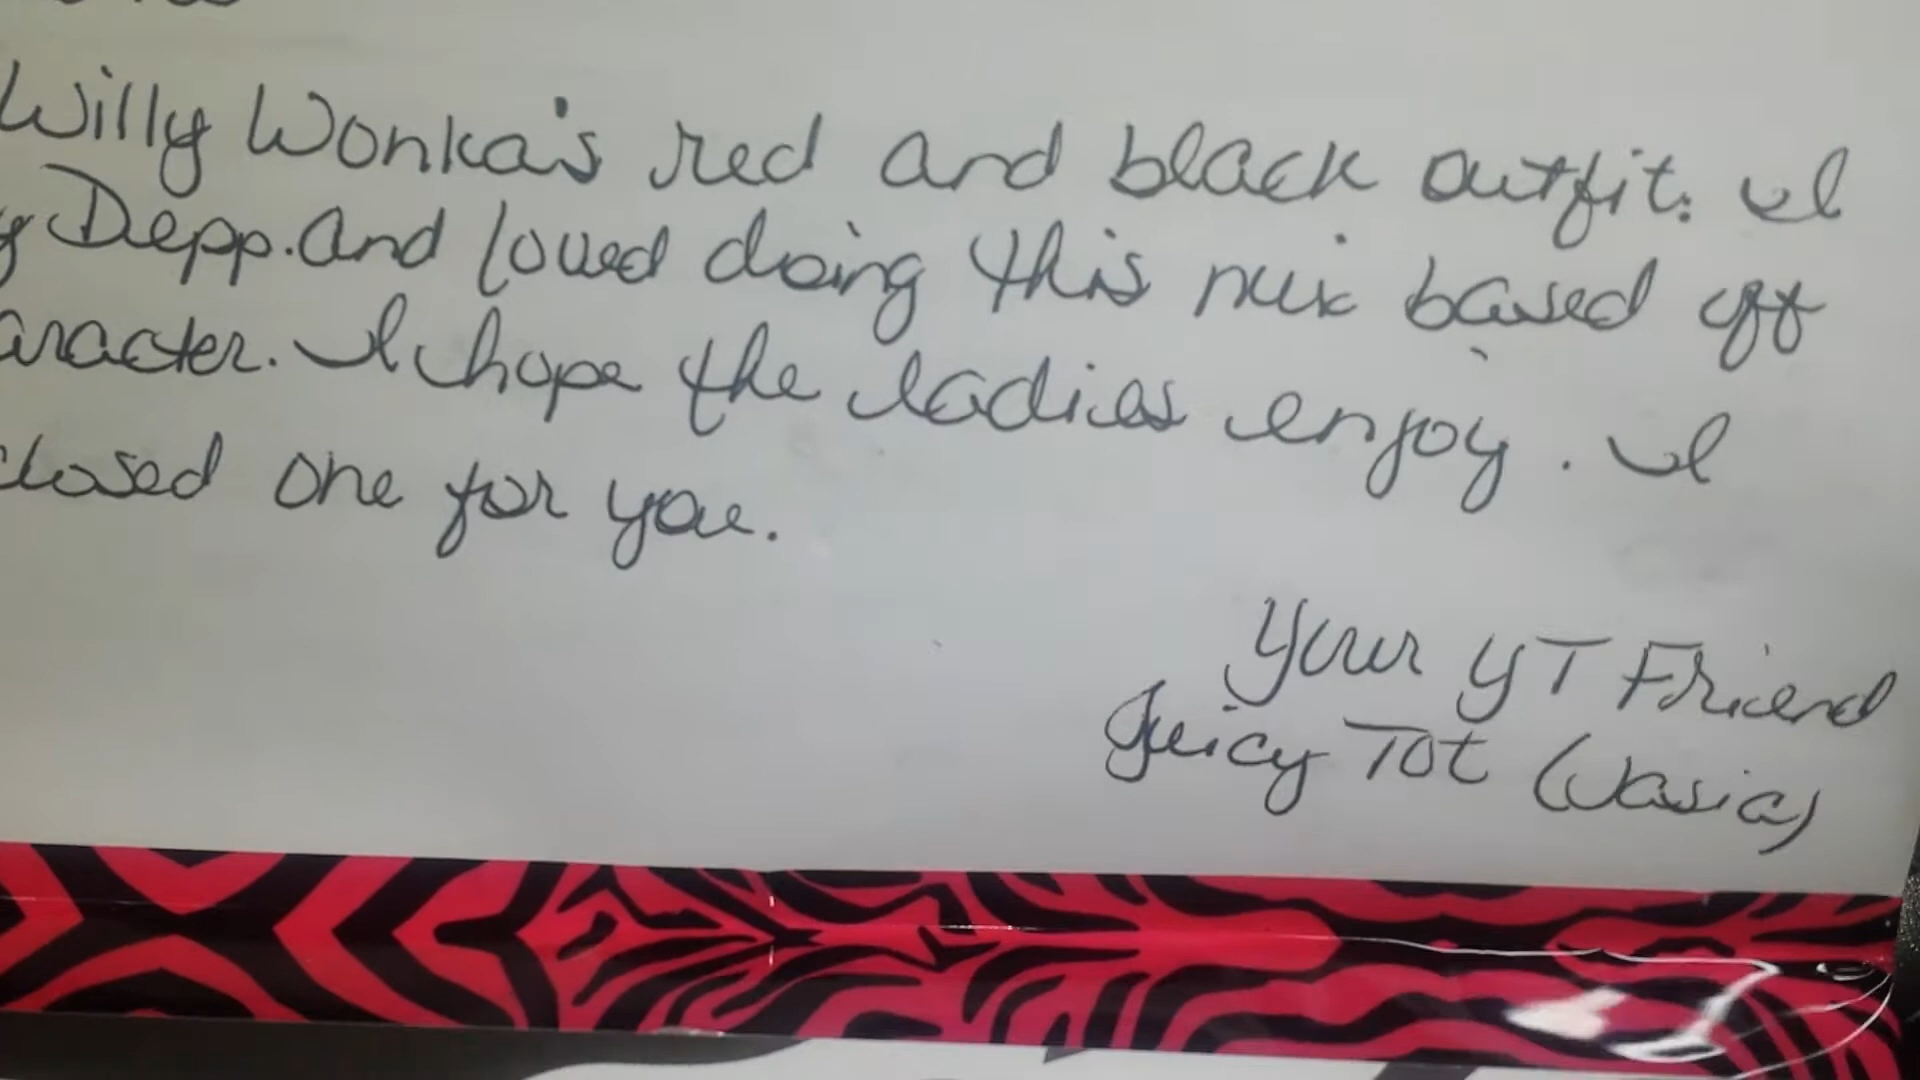 Willy Wonka's red and black outfit. I
y Depp. And loved doing this mix based off
aracter. I hope the ladies enjoy. I
closed one for you.
Your YT Friend
Juicy Tot (Wasia)